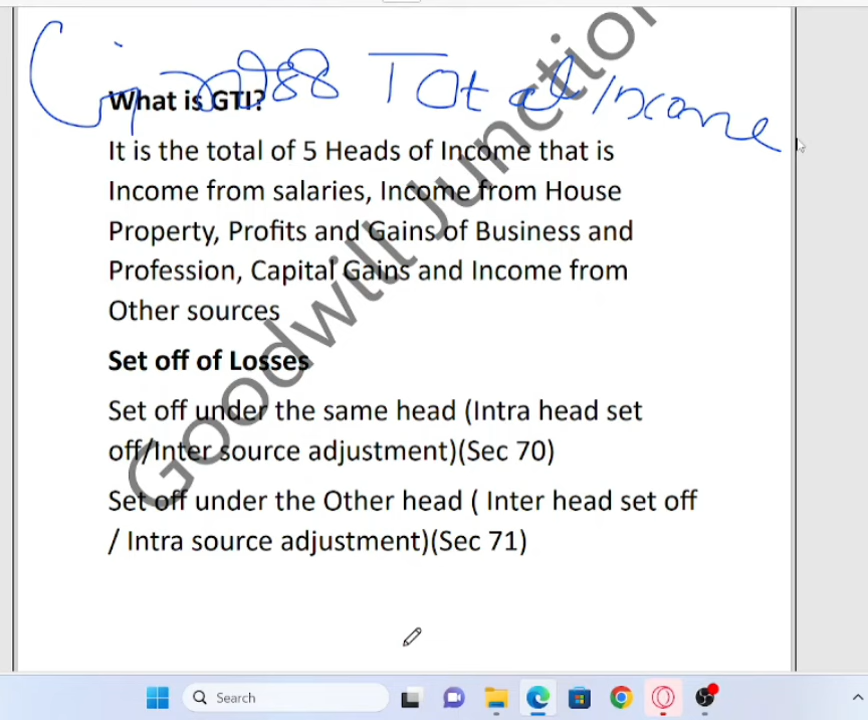 Gross Total Income
What is GTI?
It is the total of 5 Heads of Income that is
Income from salaries, Income from House
Property, Profits and Gains of Business and
Profession, Capital Gains and Income from
Other sources
Set off of Losses
Set off under the same head (Intra head set
off/Inter source adjustment)(Sec 70)
Set off under the Other head ( Inter head set off
/ Intra source adjustment)(Sec 71)
Goodwill Junction
Search